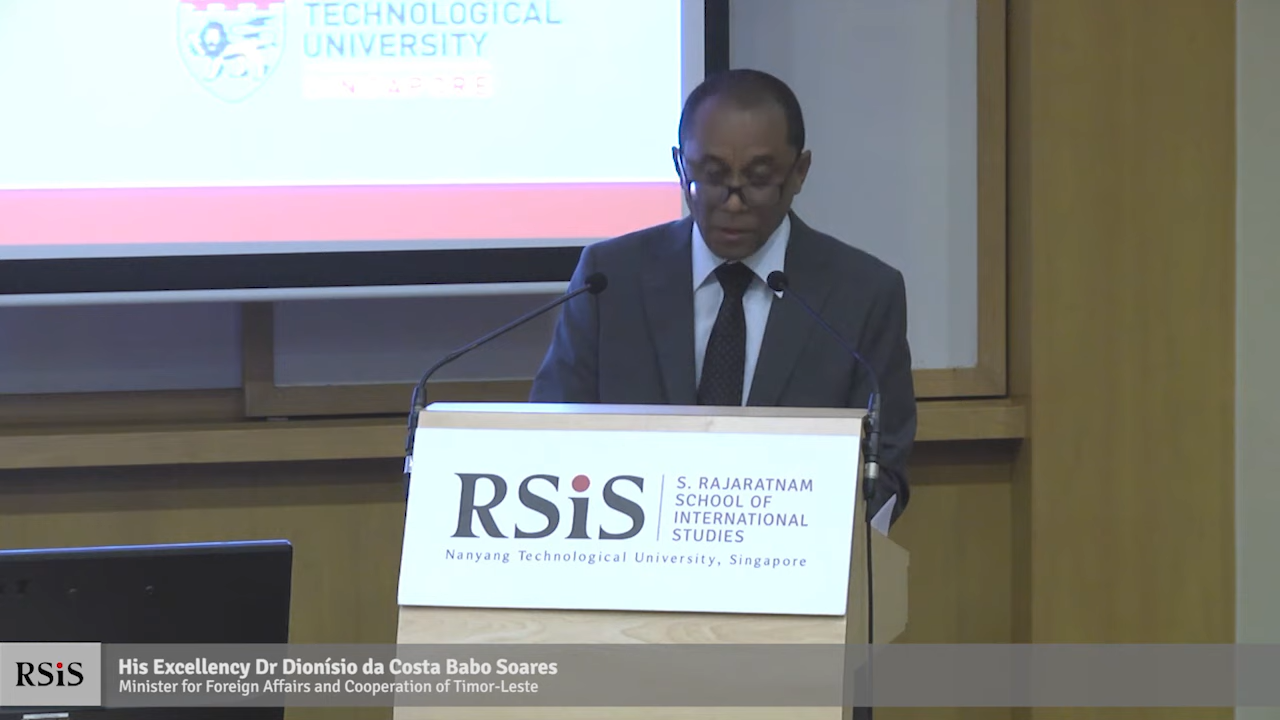 TECHNOLOGICAL
UNIVERSITY
SINGAPORE
RSiS
S. RAJARATNAM
SCHOOL OF
INTERNATIONAL
STUDIES
Nanyang Technological University, Singapore
RSiS
His Excellency Dr Dionísio da Costa Babo Soares
Minister for Foreign Affairs and Cooperation of Timor-Leste